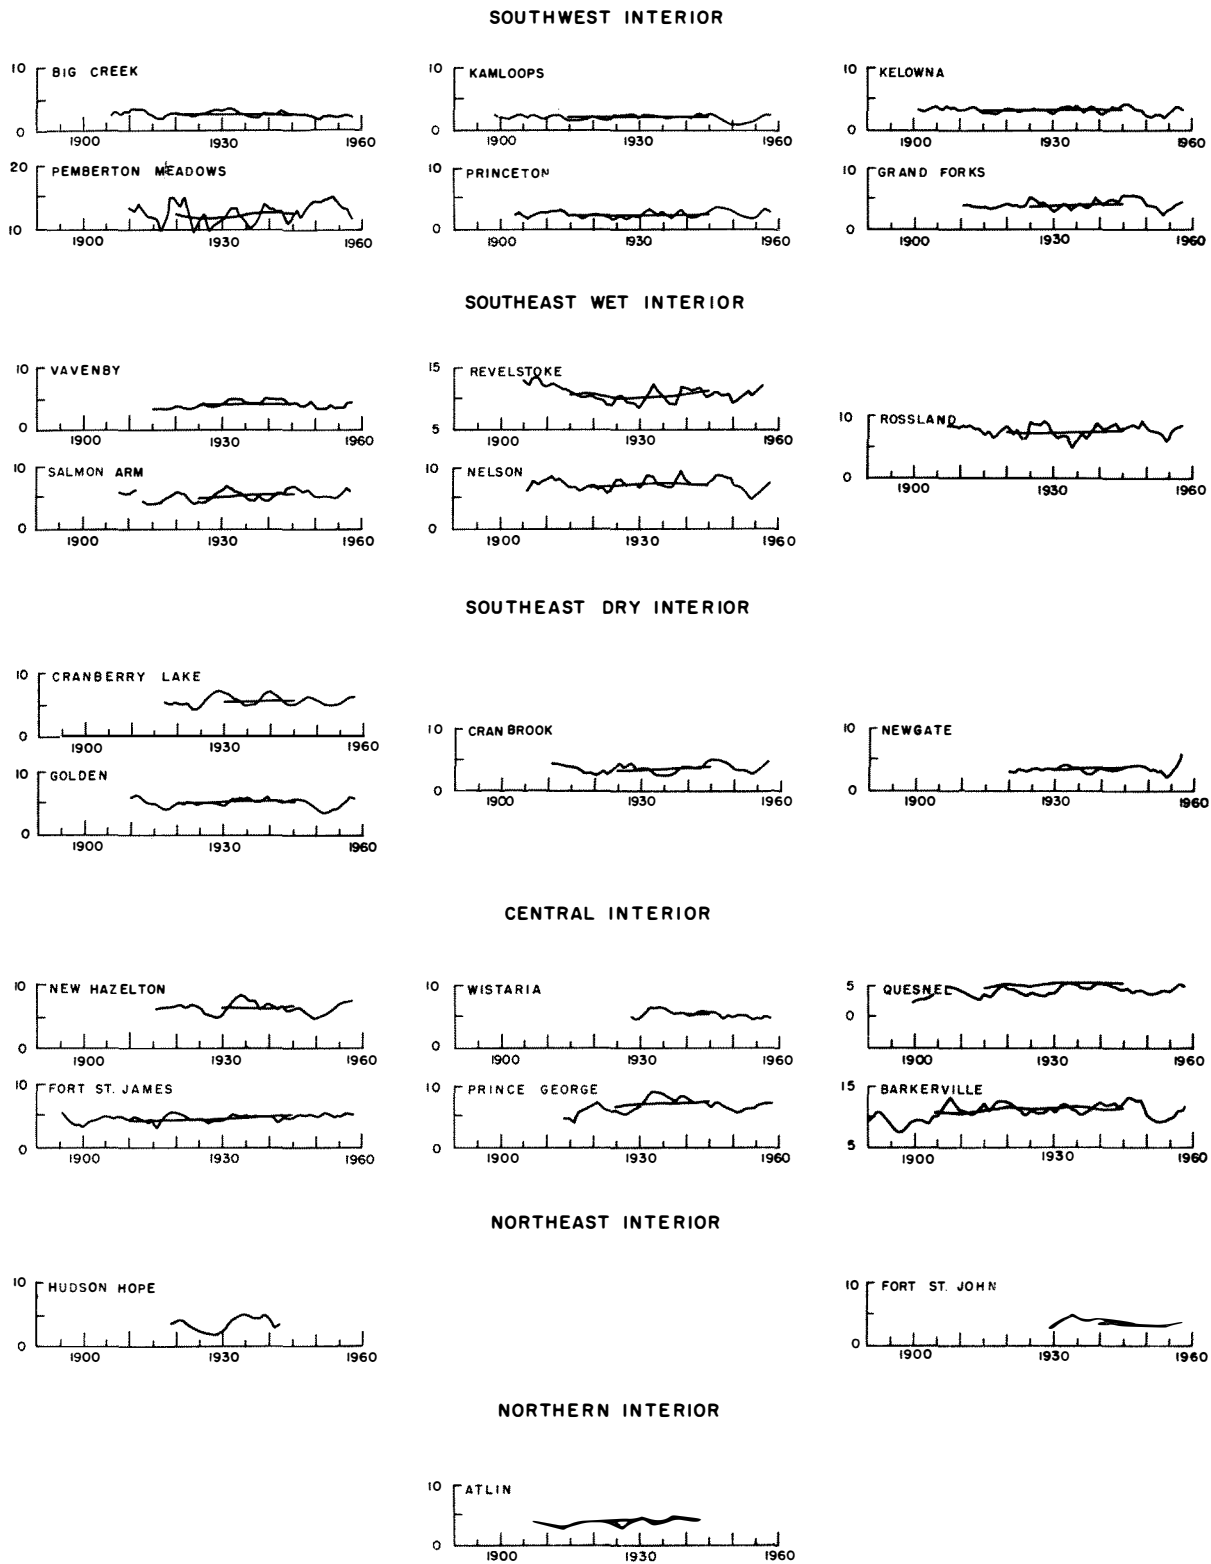 SOUTHWEST INTERIOR
10 BIG CREEK
0
1900 1930 1960
10 KAMLOOPS
0
1900 1930 1960
10 KELOWNA
0
1900 1930 1960
20 PEMBERTON MEADOWS
10
1900 1930 1960
10 PRINCETON
0
1900 1930 1960
10 GRAND FORKS
0
1900 1930 1960
SOUTHEAST WET INTERIOR
10 VAVENBY
0
1900 1930 1960
15 REVELSTOKE
5
1900 1930 1960
10 ROSSLAND
0
1900 1930 1960
10 SALMON ARM
0
1900 1930 1960
10 NELSON
0
1900 1930 1960
SOUTHEAST DRY INTERIOR
10 CRANBERRY LAKE
0
1900 1930 1960
10 CRANBROOK
0
1900 1930 1960
10 NEWGATE
0
1900 1930 1960
10 GOLDEN
0
1900 1930 1960
CENTRAL INTERIOR
10 NEW HAZELTON
0
1900 1930 1960
10 WISTARIA
0
1900 1930 1960
5 QUESNEL
0
1900 1930 1960
10 FORT ST. JAMES
0
1900 1930 1960
10 PRINCE GEORGE
0
1900 1930 1960
15 BARKERVILLE
5
1900 1930 1960
NORTHEAST INTERIOR
10 HUDSON HOPE
0
1900 1930 1960
10 FORT ST. JOHN
0
1900 1930 1960
NORTHERN INTERIOR
10 ATLIN
0
1900 1930 1960